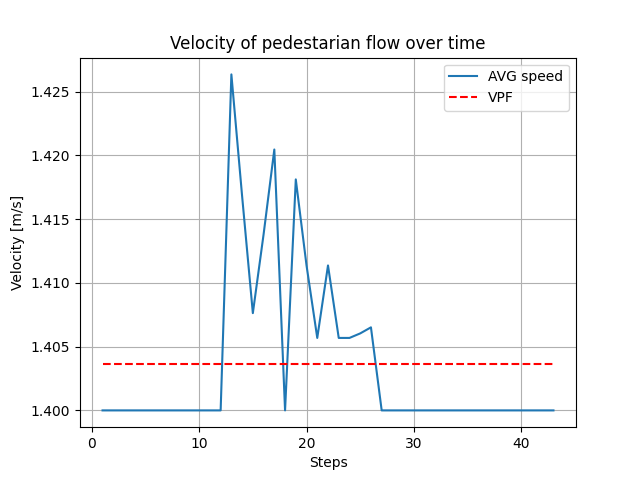 Velocity of pedestarian flow over time
AVG speed
VPF
1.425
1.420
1.415
1.410
1.405
1.400
Velocity [m/s]
0 10 20 30 40
Steps